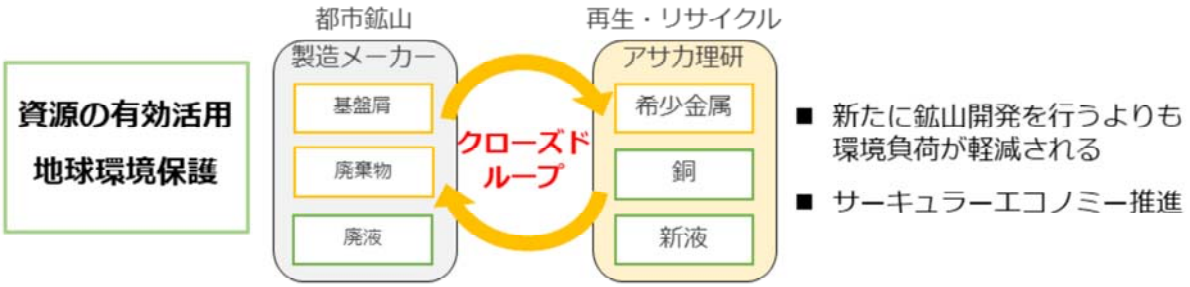 資源の有効活用
地球環境保護
都市鉱山
製造メーカー
基盤屑
廃棄物
廃液
クローズド
ループ
再生・リサイクル
アサカ理研
希少金属
銅
新液
■ 新たに鉱山開発を行うよりも
環境負荷が軽減される
■ サーキュラーエコノミー推進